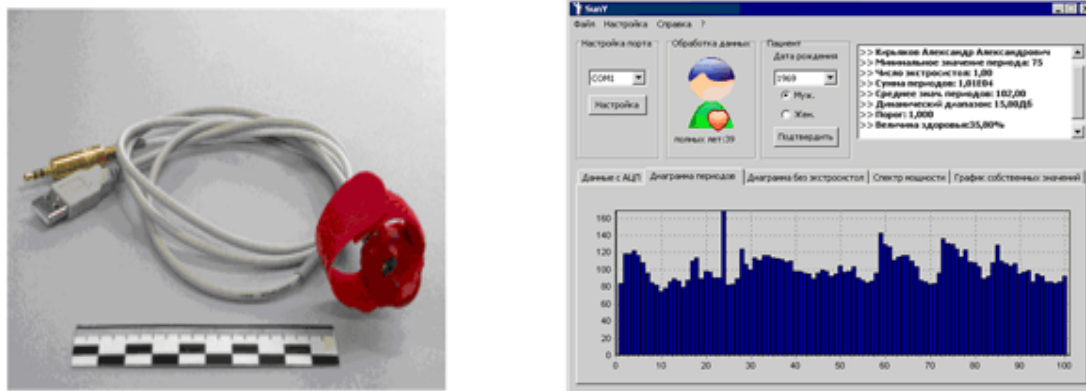 SunY
Файл Настройка Справка ?
Настройка порта
COM1
Настройка
Обработка данных
полных лет:39
Пациент
Дата рождения
1969
Муж.
Жен.
Подтвердить
>> Кирьяков Александр Александрович
>> Минимальное значение периода: 75
>> Число экстросистол: 1,00
>> Сумма периодов: 1,01E04
>> Среднее знач. периодов: 102,00
>> Динамический диапазон: 15,00Дб
>> Порог: 1,000
>> Величина здоровья:35,80%
Данные с АЦП Диаграмма периодов Диаграмма без экстросистол Спектр мощности График собственных значений
160
140
120
100
80
60
40
20
0
0 10 20 30 40 50 60 70 80 90 100